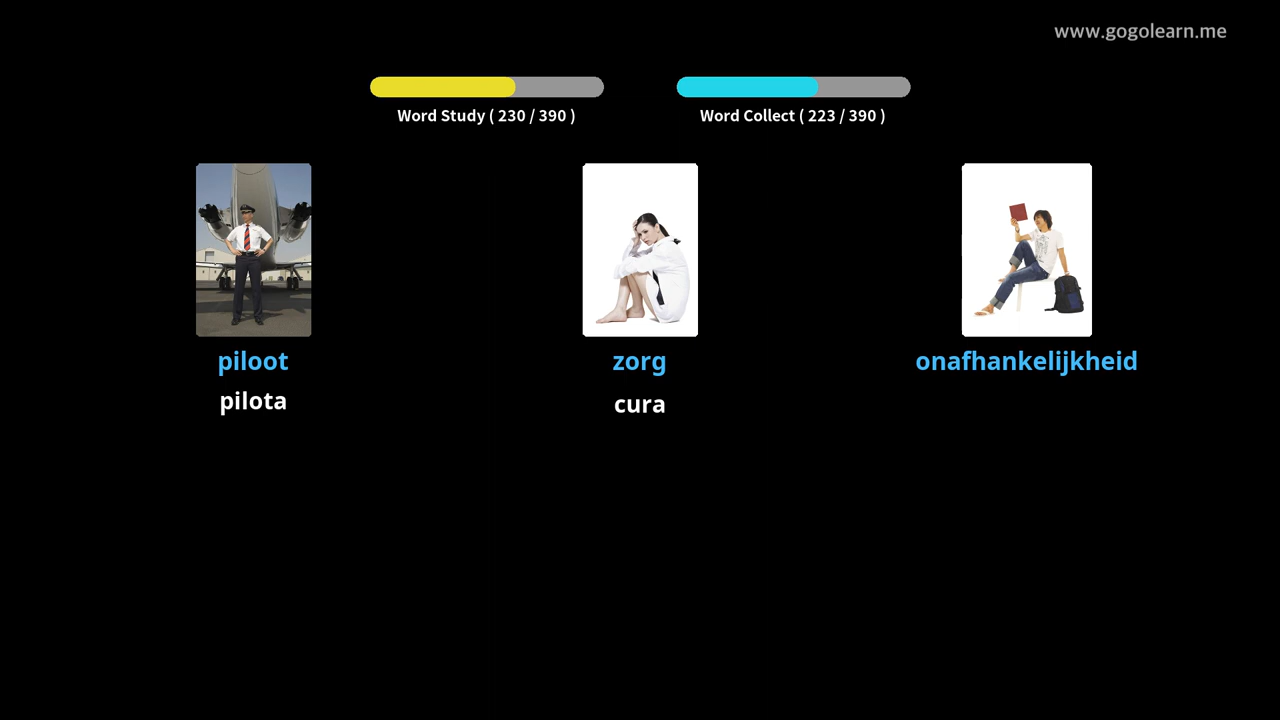 www.gogolearn.me
Word Study ( 230 / 390 )
Word Collect ( 223 / 390 )
piloot
zorg
onafhankelijkheid
pilota
cura